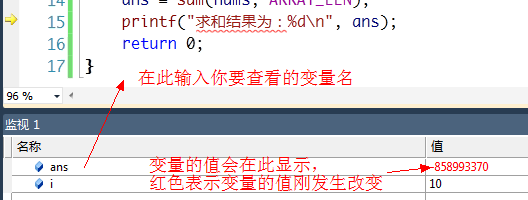 14 ans = sum(nums, ARRAY_LEN);
15 printf("求和结果为：%d\n", ans);
16 return 0;
17 }
在此输入你要查看的变量名
96 %
监视 1
名称 值
ans -858993370
变量的值会在此显示，
i 10
红色表示变量的值刚发生改变